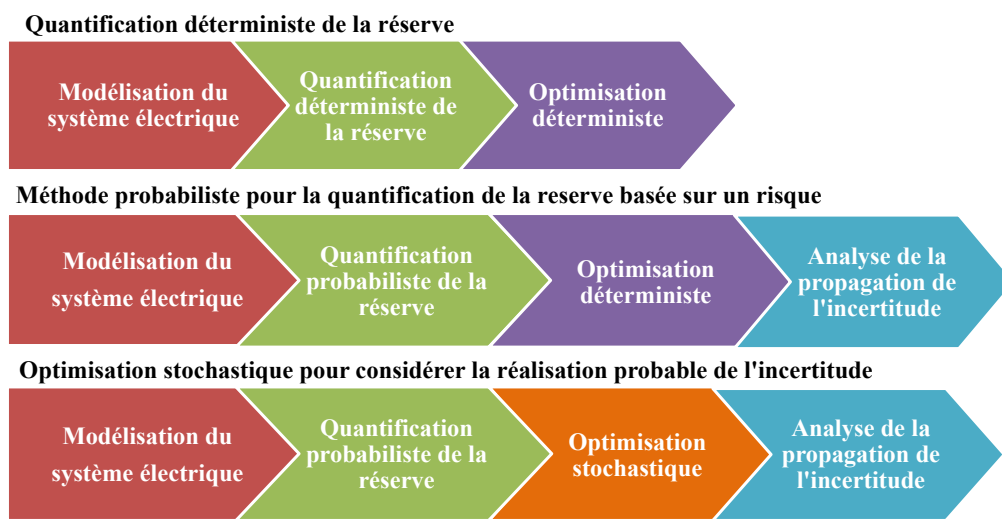 Quantification déterministe de la réserve
Modélisation du
système électrique
Quantification
déterministe de
la réserve
Optimisation
déterministe
Méthode probabiliste pour la quantification de la reserve basée sur un risque
Modélisation du
système électrique
Quantification
probabiliste de la
réserve
Optimisation
déterministe
Analyse de la
propagation de
l'incertitude
Optimisation stochastique pour considérer la réalisation probable de l'incertitude
Modélisation du
système électrique
Quantification
probabiliste de la
réserve
Optimisation
stochastique
Analyse de la
propagation de
l'incertitude